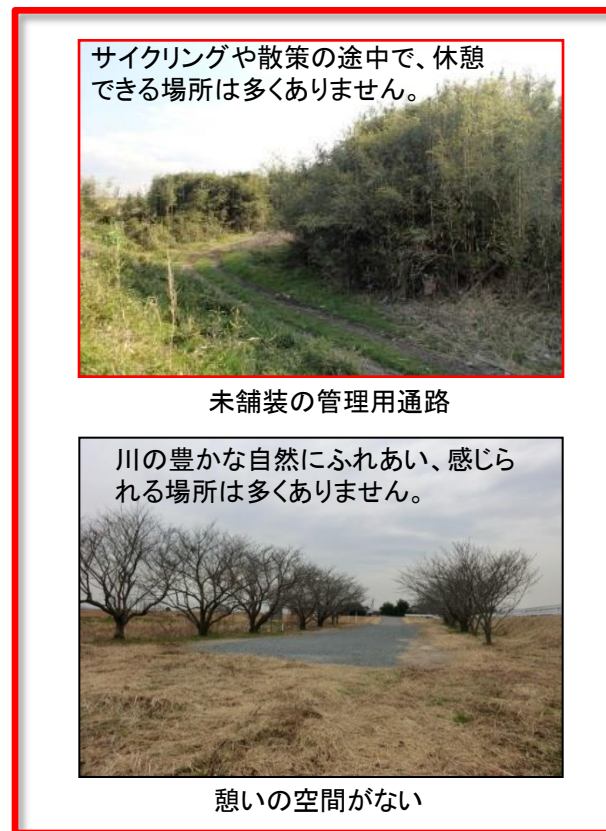 サイクリングや散策の途中で、休憩
できる場所は多くありません。
未舗装の管理用通路
川の豊かな自然にふれあい、感じら
れる場所は多くありません。
憩いの空間がない